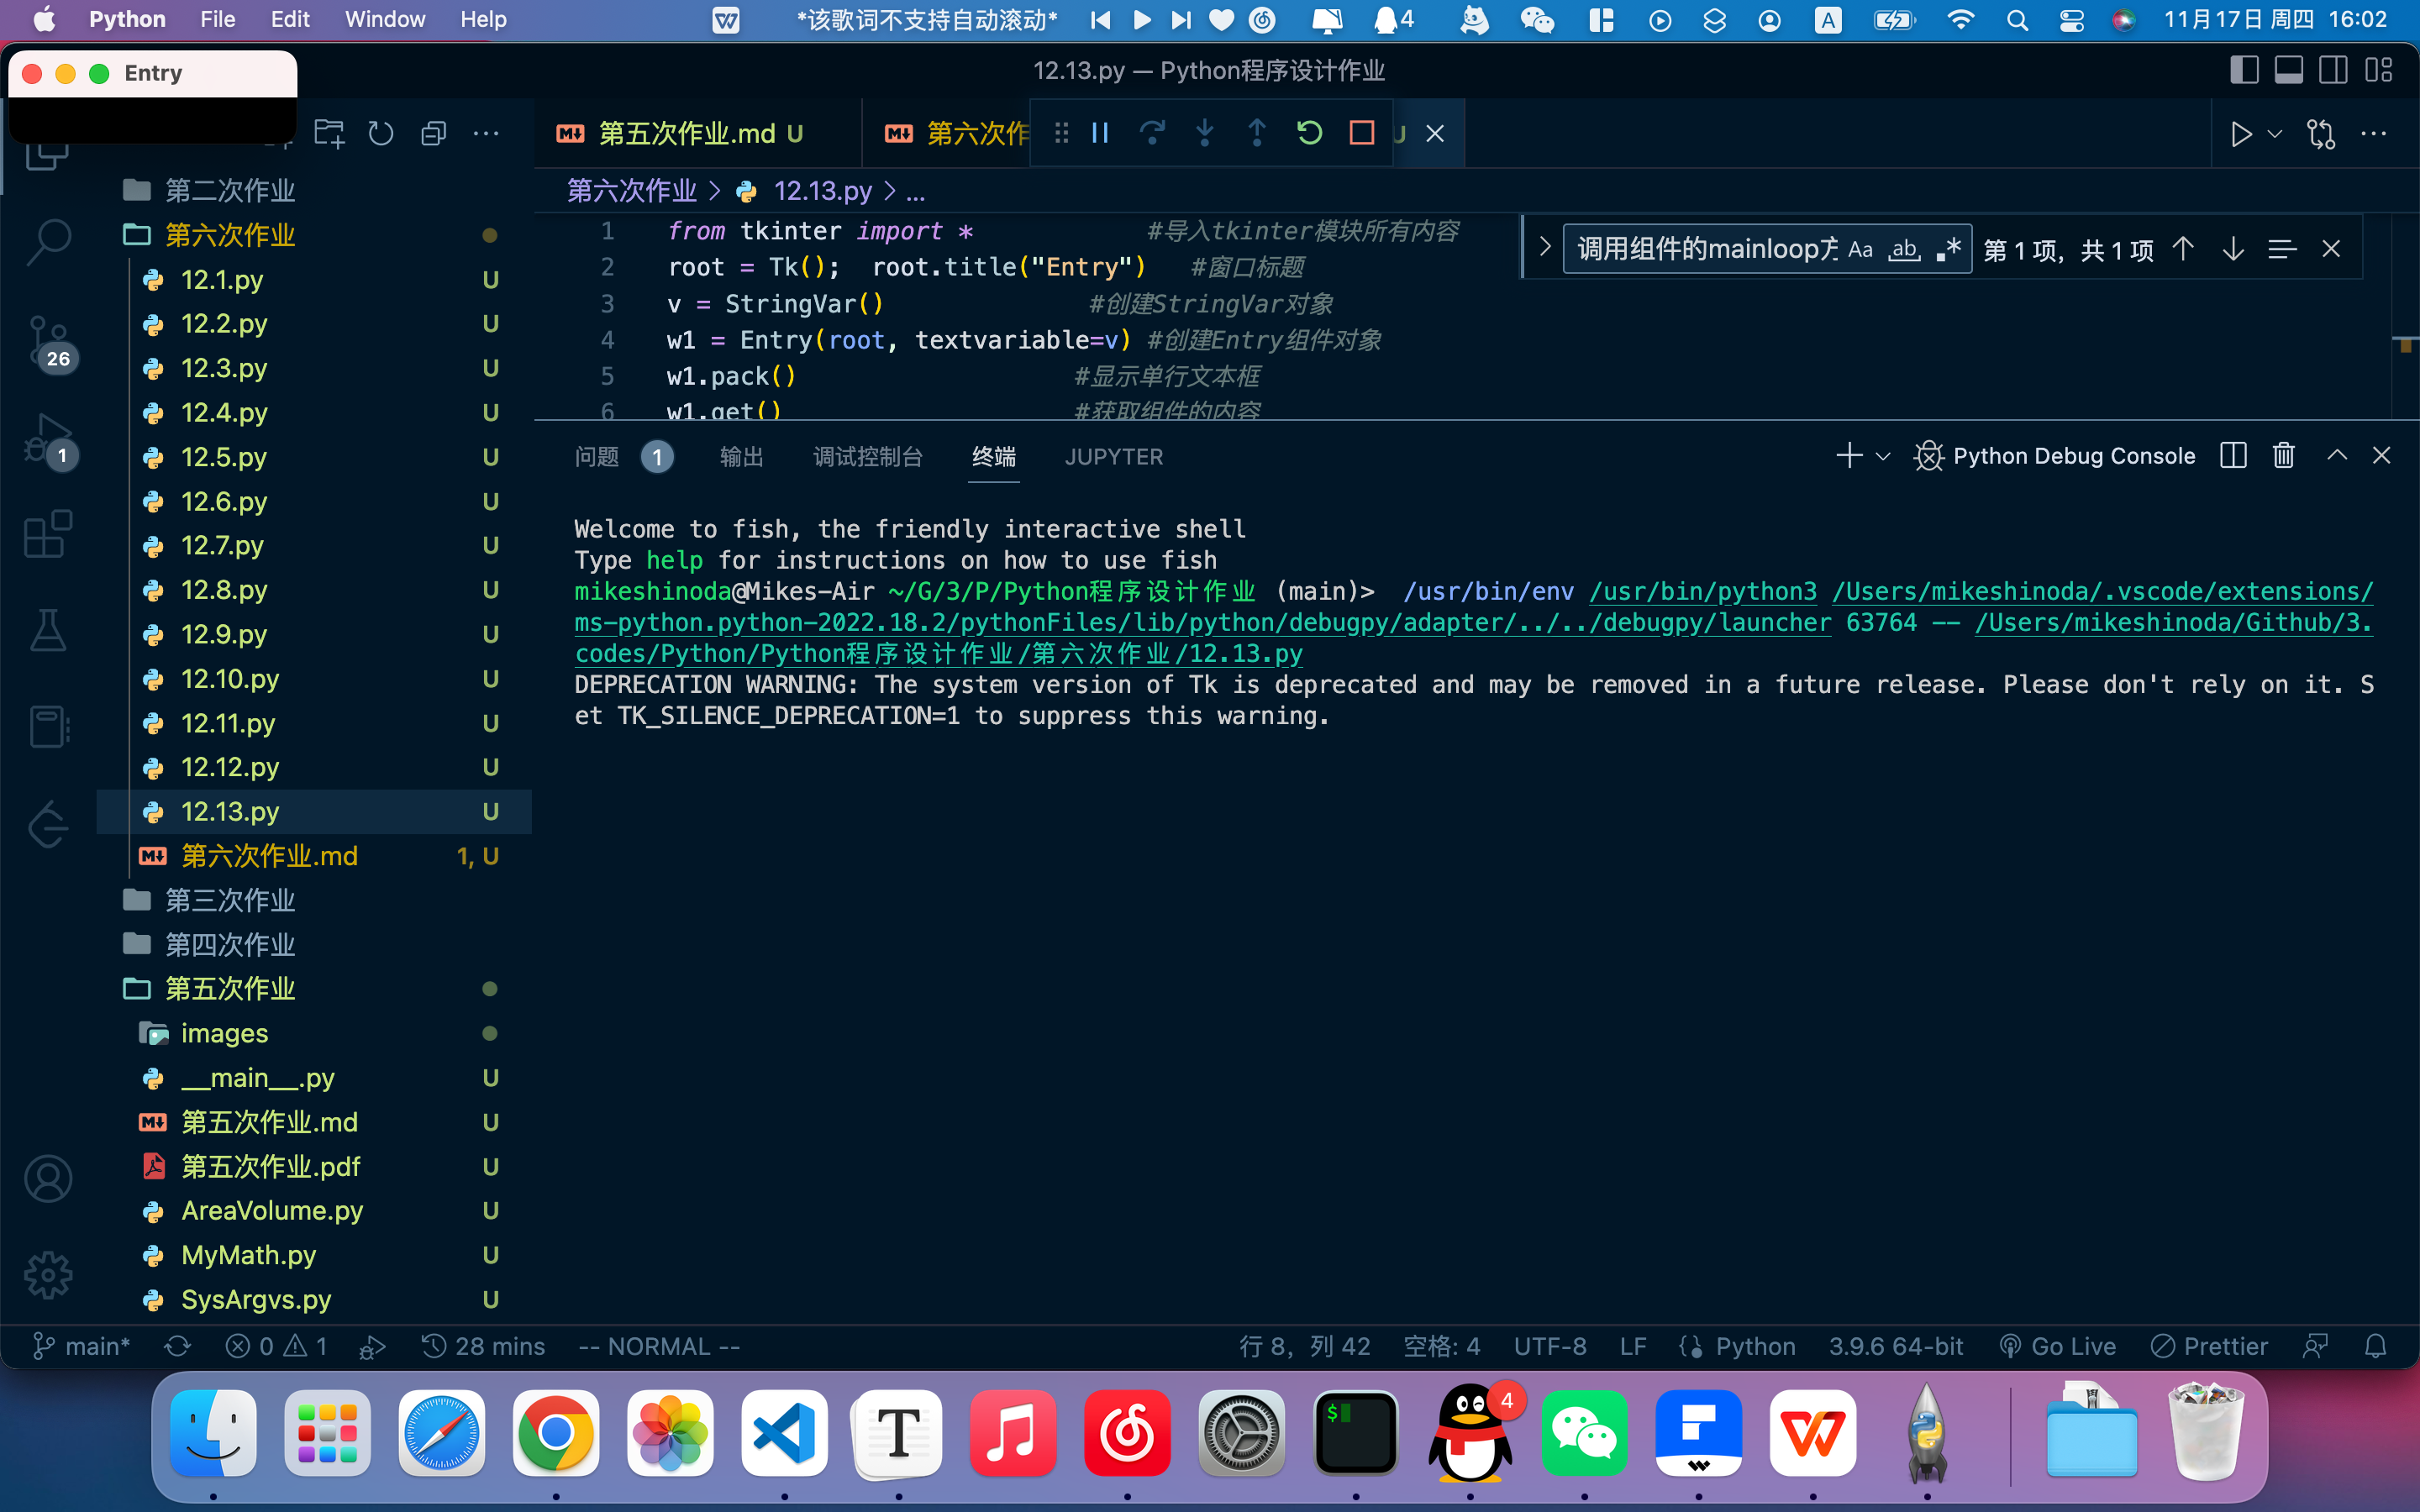 Python File Edit Window Help *该歌词不支持自动滚动* 4 A 11月17日 周四 16:02
Entry
12.13.py — Python程序设计作业
第五次作业.md U 第六次作 U
第六次作业 > 12.13.py > ...
调用组件的mainloop方 Aa ab 第 1 项，共 1 项
1 from tkinter import * #导入tkinter模块所有内容
2 root = Tk(); root.title("Entry") #窗口标题
3 v = StringVar() #创建StringVar对象
4 w1 = Entry(root, textvariable=v) #创建Entry组件对象
5 w1.pack() #显示单行文本框
6 w1.get() #获取组件的内容
第二次作业
第六次作业
12.1.py U
12.2.py U
12.3.py U
12.4.py U
12.5.py U
12.6.py U
12.7.py U
12.8.py U
12.9.py U
12.10.py U
12.11.py U
12.12.py U
12.13.py U
第六次作业.md 1, U
第三次作业
第四次作业
第五次作业
images
__main__.py U
第五次作业.md U
第五次作业.pdf U
AreaVolume.py U
MyMath.py U
SysArgvs.py U
26
1
问题 1 输出 调试控制台 终端 JUPYTER Python Debug Console
Welcome to fish, the friendly interactive shell
Type help for instructions on how to use fish
mikeshinoda@Mikes-Air ~/G/3/P/Python程序设计作业 (main)> /usr/bin/env /usr/bin/python3 /Users/mikeshinoda/.vscode/extensions/
ms-python.python-2022.18.2/pythonFiles/lib/python/debugpy/adapter/../../debugpy/launcher 63764 -- /Users/mikeshinoda/Github/3.
codes/Python/Python程序设计作业/第六次作业/12.13.py
DEPRECATION WARNING: The system version of Tk is deprecated and may be removed in a future release. Please don't rely on it. S
et TK_SILENCE_DEPRECATION=1 to suppress this warning.
main* 0 1 28 mins -- NORMAL -- 行 8，列 42 空格: 4 UTF-8 LF Python 3.9.6 64-bit Go Live Prettier
T $ 4